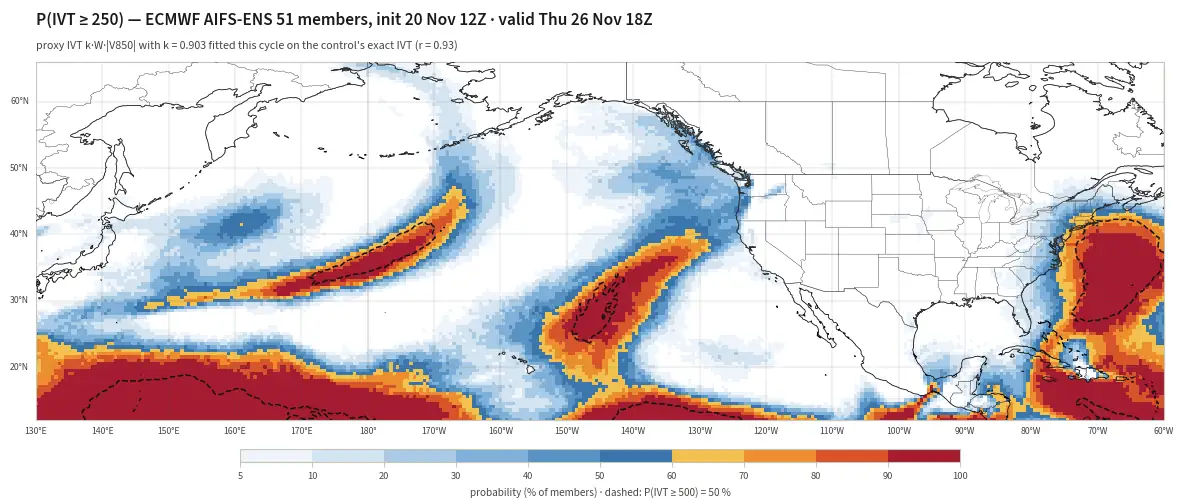 P(IVT ≥ 250) — ECMWF AIFS-ENS 51 members, init 20 Nov 12Z · valid Thu 26 Nov 18Z
proxy IVT k·W·|V850| with k = 0.903 fitted this cycle on the control's exact IVT (r = 0.93)
60°N
50°N
40°N
30°N
20°N
130°E 140°E 150°E 160°E 170°E 180° 170°W 160°W 150°W 140°W 130°W 120°W 110°W 100°W 90°W 80°W 70°W 60°W
5 10 20 30 40 50 60 70 80 90 100
probability (% of members) · dashed: P(IVT ≥ 500) = 50 %